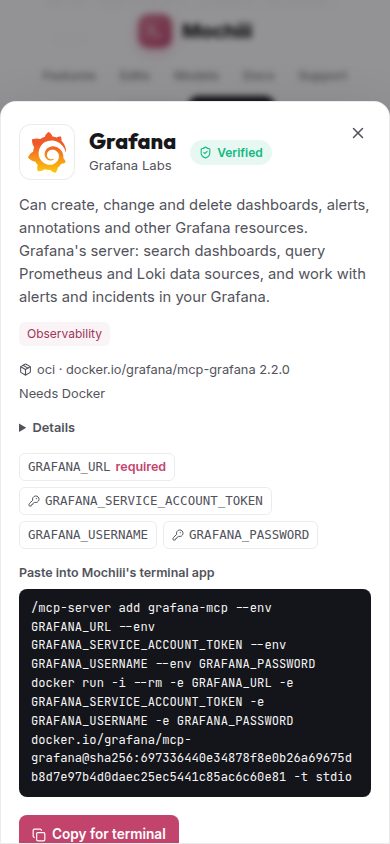 Mochiii
Features Edits Models Docs Support
Grafana
Grafana Labs
Verified
Can create, change and delete dashboards, alerts,
annotations and other Grafana resources.
Grafana's server: search dashboards, query
Prometheus and Loki data sources, and work with
alerts and incidents in your Grafana.
Observability
oci · docker.io/grafana/mcp-grafana 2.2.0
Needs Docker
Details
GRAFANA_URL required
GRAFANA_SERVICE_ACCOUNT_TOKEN
GRAFANA_USERNAME GRAFANA_PASSWORD
Paste into Mochiii's terminal app
/mcp-server add grafana-mcp --env
GRAFANA_URL --env
GRAFANA_SERVICE_ACCOUNT_TOKEN --env
GRAFANA_USERNAME --env GRAFANA_PASSWORD
docker run -i --rm -e GRAFANA_URL -e
GRAFANA_SERVICE_ACCOUNT_TOKEN -e
GRAFANA_USERNAME -e GRAFANA_PASSWORD
docker.io/grafana/mcp-
grafana@sha256:697336440e34878f8e0b26a69675d
b8d7e97b4d0daec25ec5441c85ac6c60e81 -t stdio
Copy for terminal